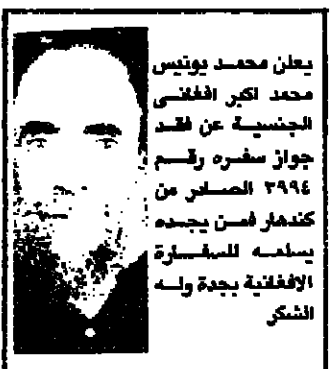 يعلن محمد يونس
محمد اكبر افغانى
الجنسية عن فقد
جواز سفره رقم
٣٩٩٤ الصادر من
كندهار فمن يجده
يسلمه للسفارة
الافغانية بجدة وله
الشكر